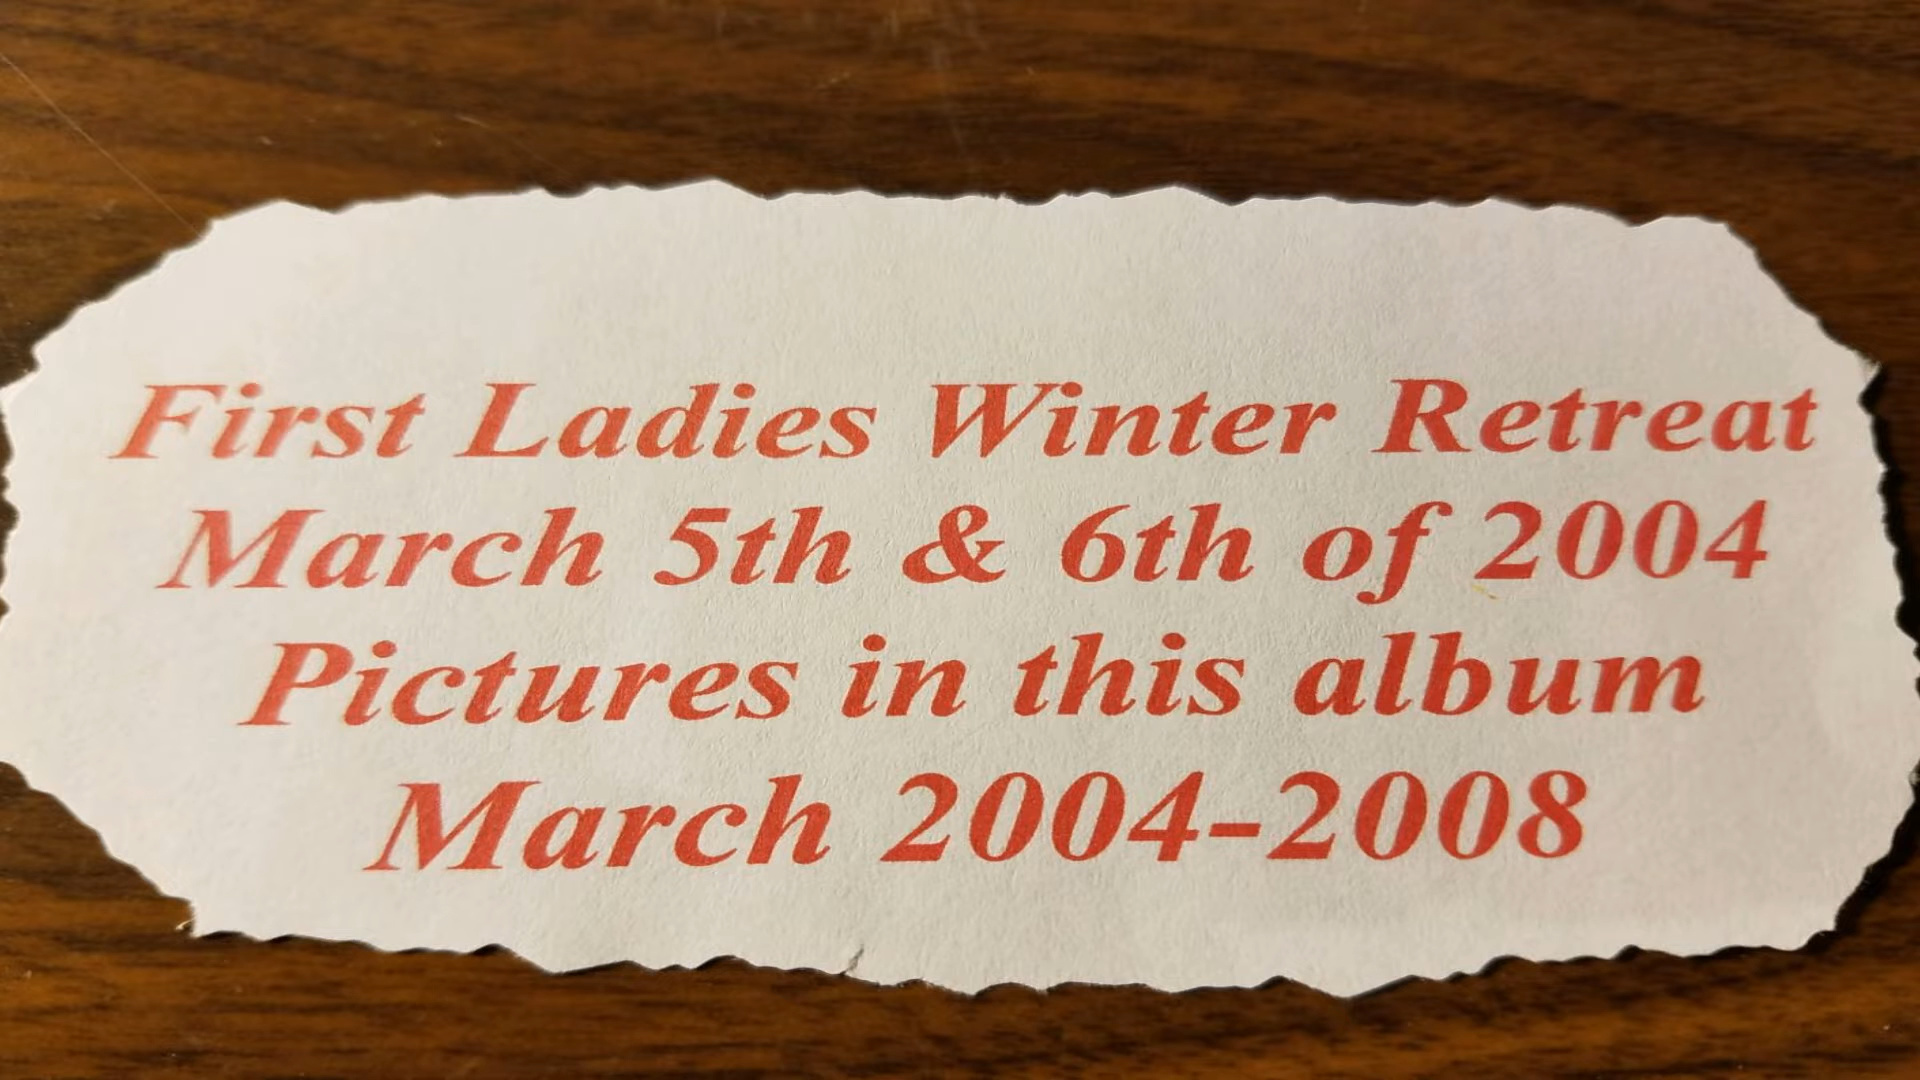 First Ladies Winter Retreat
March 5th & 6th of 2004
Pictures in this album
March 2004-2008